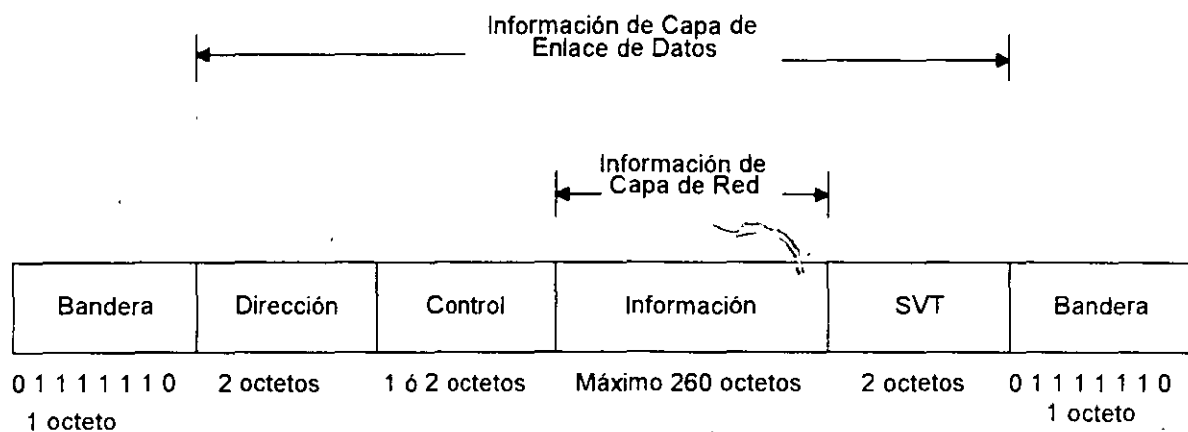 Información de Capa de
Enlace de Datos
Información de
Capa de Red
Bandera
Dirección
Control
Información
SVT
Bandera
0 1 1 1 1 1 1 0
2 octetos
1 ó 2 octetos
Máximo 260 octetos
2 octetos
0 1 1 1 1 1 1 0
1 octeto
1 octeto